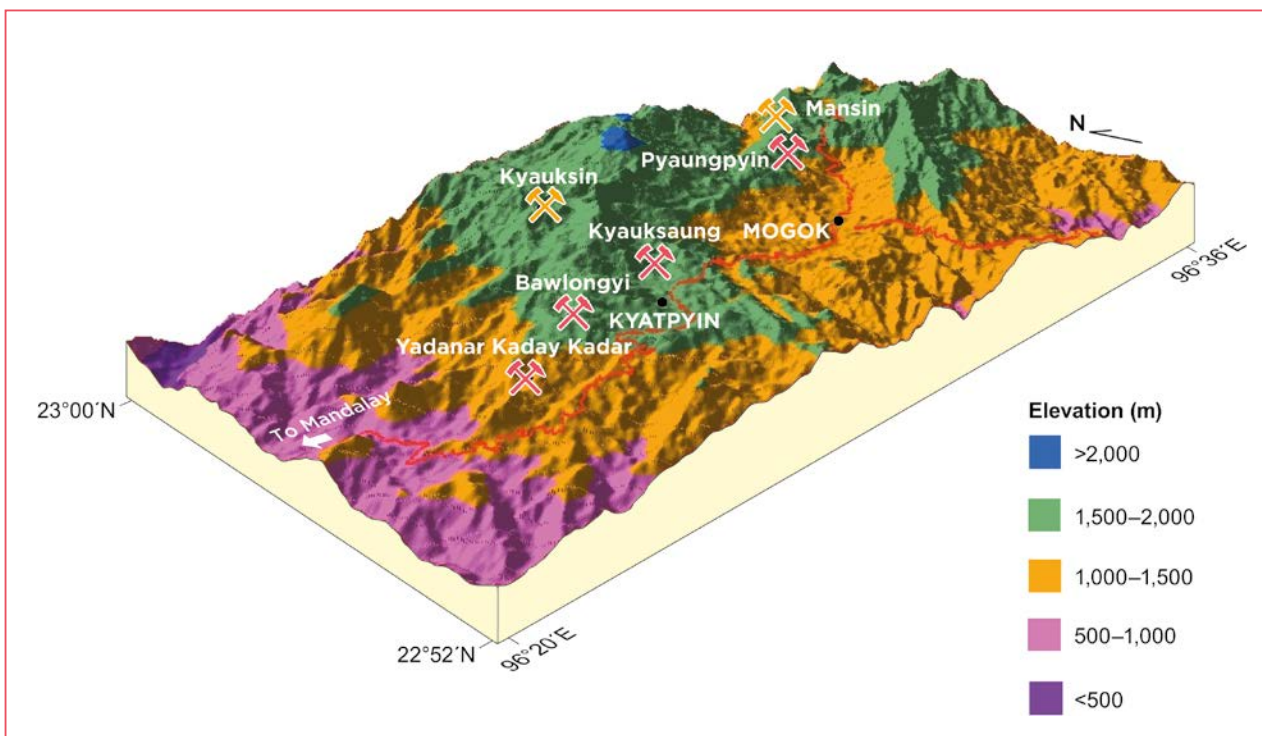 Mansin
N
Pyaungpyin
Kyauksin
MOGOK
Kyauksaung
Bawlongyi
KYATPYIN
Yadanar Kaday Kadar
To Mandalay
96°36´E
23°00´N
22°52´N
96°20´E
Elevation (m)
>2,000
1,500–2,000
1,000–1,500
500–1,000
<500